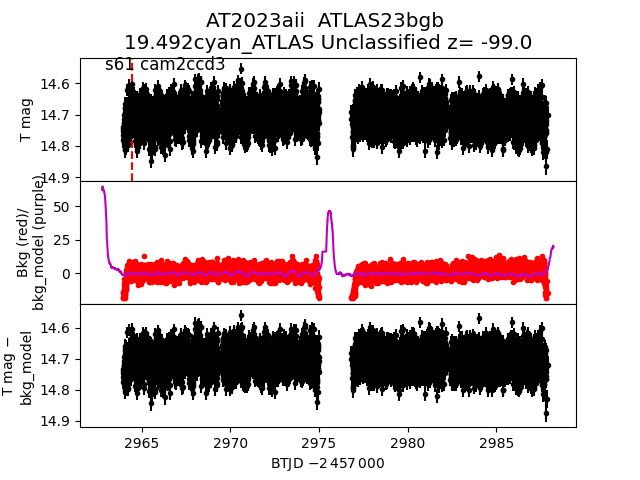 AT2023aii ATLAS23bgb
19.492cyan_ATLAS Unclassified z= -99.0
s61 cam2ccd3
T mag
14.6
14.7
14.8
14.9
Bkg (red)/
bkg_model (purple)
50
25
0
T mag −
bkg_model
14.6
14.7
14.8
14.9
2965 2970 2975 2980 2985
BTJD −2 457 000